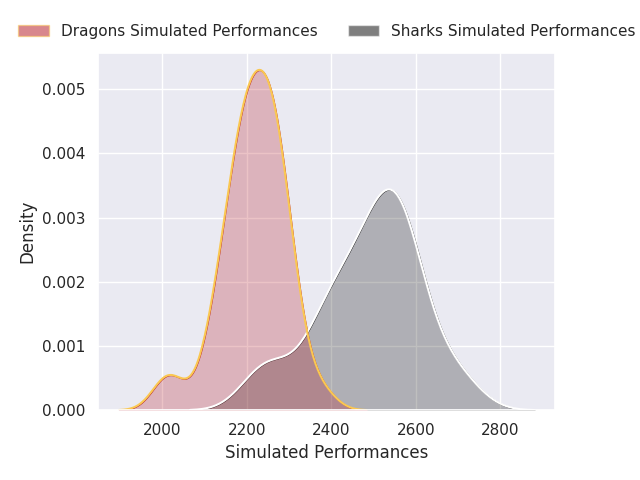 Dragons Simulated Performances Sharks Simulated Performances
0.005
0.004
0.003
0.002
0.001
0.000
Density
2000 2200 2400 2600 2800
Simulated Performances